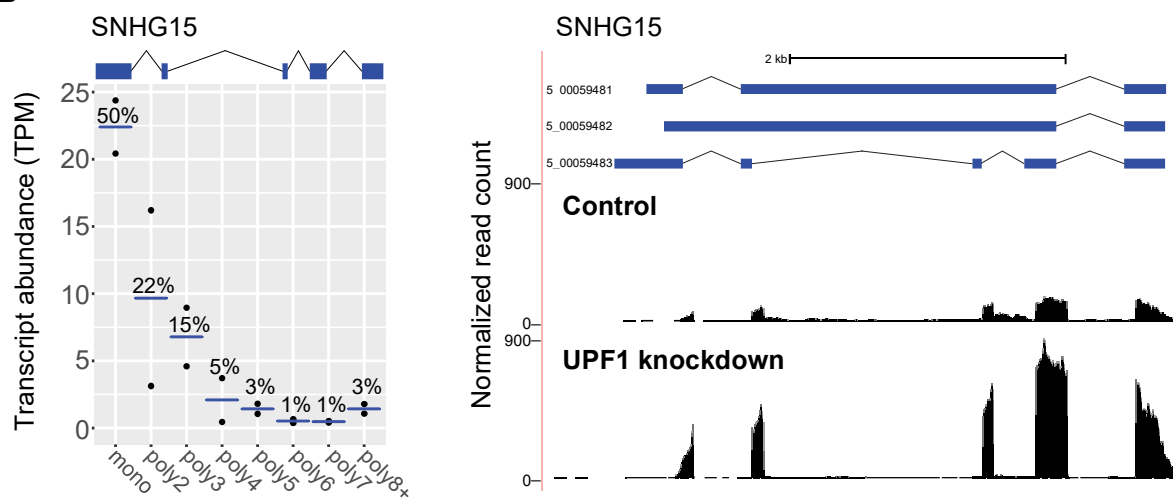 SNHG15
Transcript abundance (TPM)
25
20
15
10
5
0
50%
22%
15%
5%
3%
1%
1%
3%
mono
poly2
poly3
poly4
poly5
poly6
poly7
poly8+
SNHG15
2 kb
5_00059481
5_00059482
5_00059483
Normalized read count
900
Control
0
900
UPF1 knockdown
0